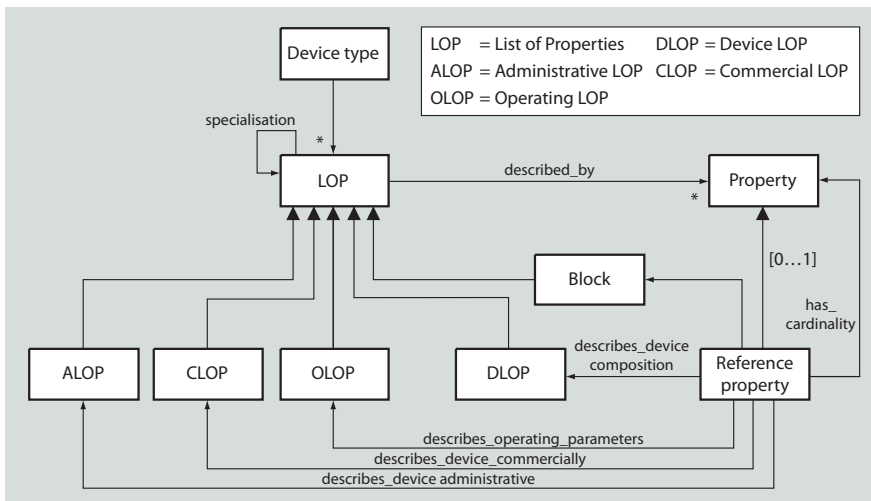 Device type
LOP = List of Properties DLOP = Device LOP
ALOP = Administrative LOP CLOP = Commercial LOP
OLOP = Operating LOP
specialisation
*
LOP
described_by
*
Property
[0...1]
Block
has_
cardinality
describes_device
composition
ALOP
CLOP
OLOP
DLOP
Reference
property
describes_operating_parameters
describes_device_commercially
describes_device administrative